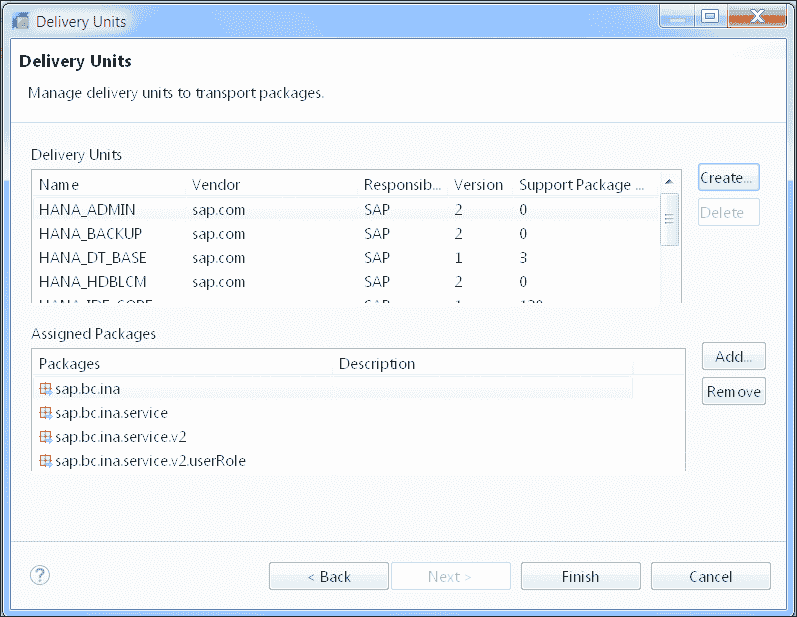 Delivery Units
Delivery Units
Manage delivery units to transport packages.
Delivery Units
Name Vendor Responsib... Version Support Package ...
Create...
HANA_ADMIN sap.com SAP 2 0
Delete
HANA_BACKUP sap.com SAP 2 0
HANA_DT_BASE sap.com SAP 1 3
HANA_HDBLCM sap.com SAP 2 0
Assigned Packages
Packages Description
Add...
sap.bc.ina
Remove
sap.bc.ina.service
sap.bc.ina.service.v2
sap.bc.ina.service.v2.userRole
? < Back Next > Finish Cancel